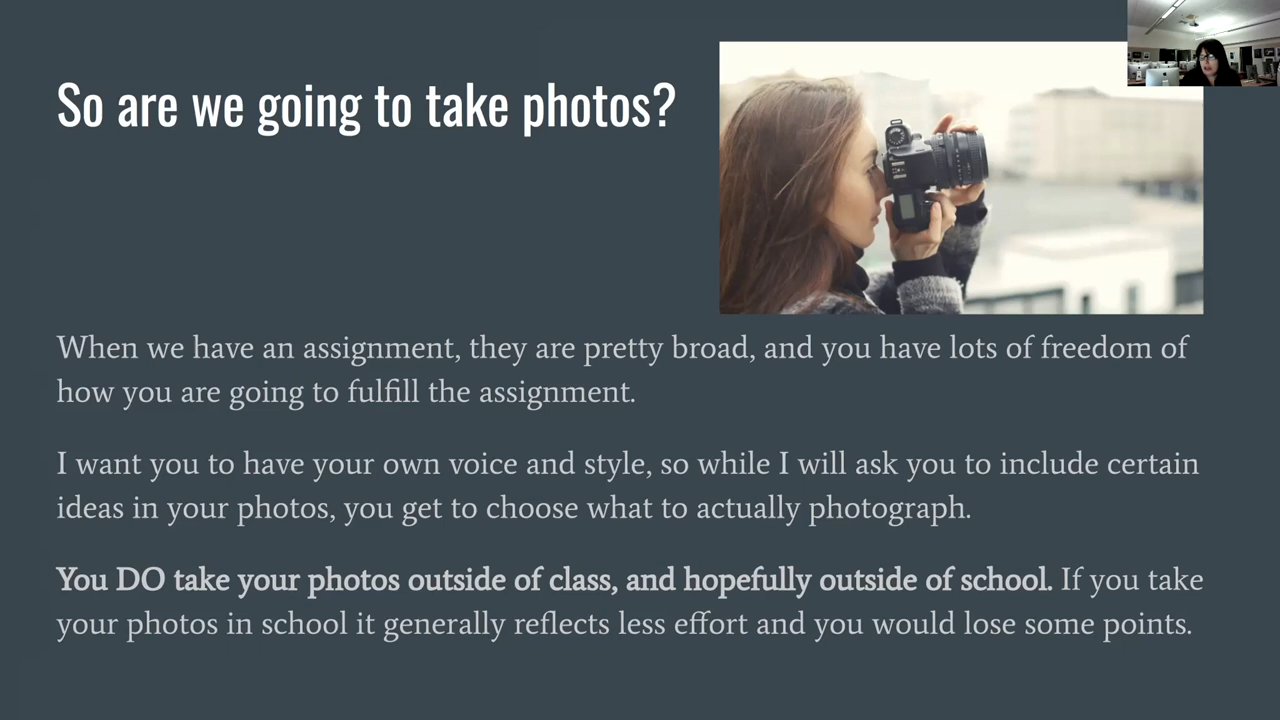 So are we going to take photos?
When we have an assignment, they are pretty broad, and you have lots of freedom of
how you are going to fulfill the assignment.
I want you to have your own voice and style, so while I will ask you to include certain
ideas in your photos, you get to choose what to actually photograph.
You DO take your photos outside of class, and hopefully outside of school. If you take
your photos in school it generally reflects less effort and you would lose some points.